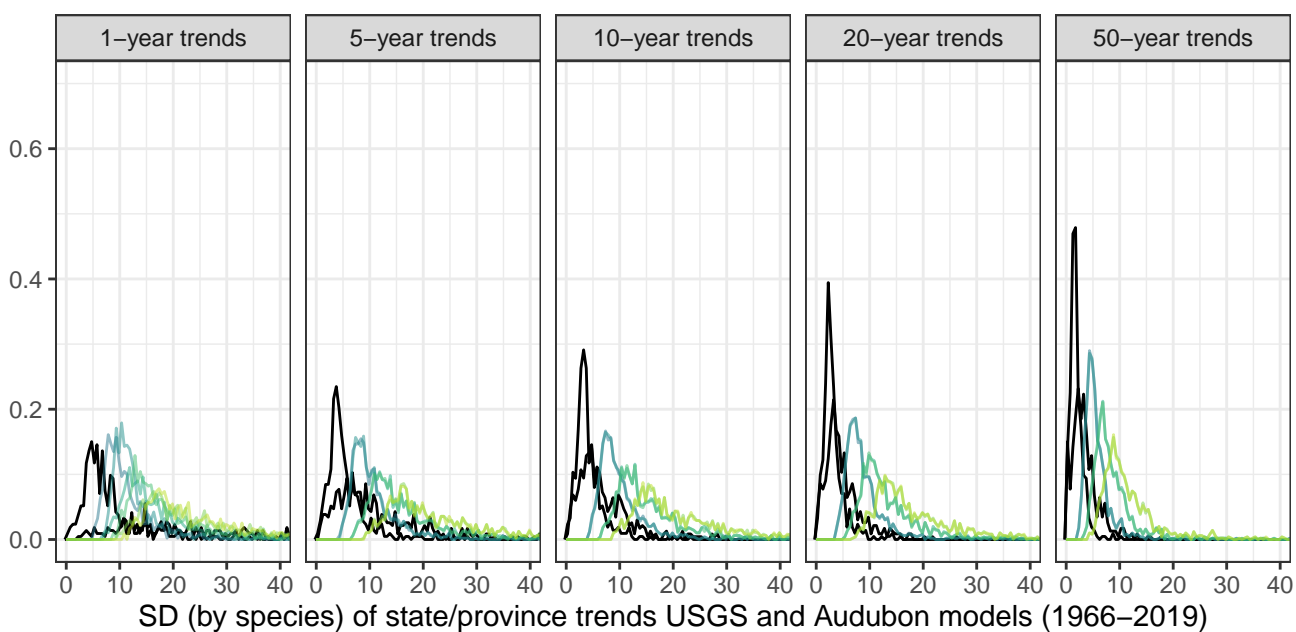 1−year trends 5−year trends 10−year trends 20−year trends 50−year trends
0.6
0.4
0.2
0.0
0 10 20 30 40 0 10 20 30 40 0 10 20 30 40 0 10 20 30 40 0 10 20 30 40
SD (by species) of state/province trends USGS and Audubon models (1966−2019)